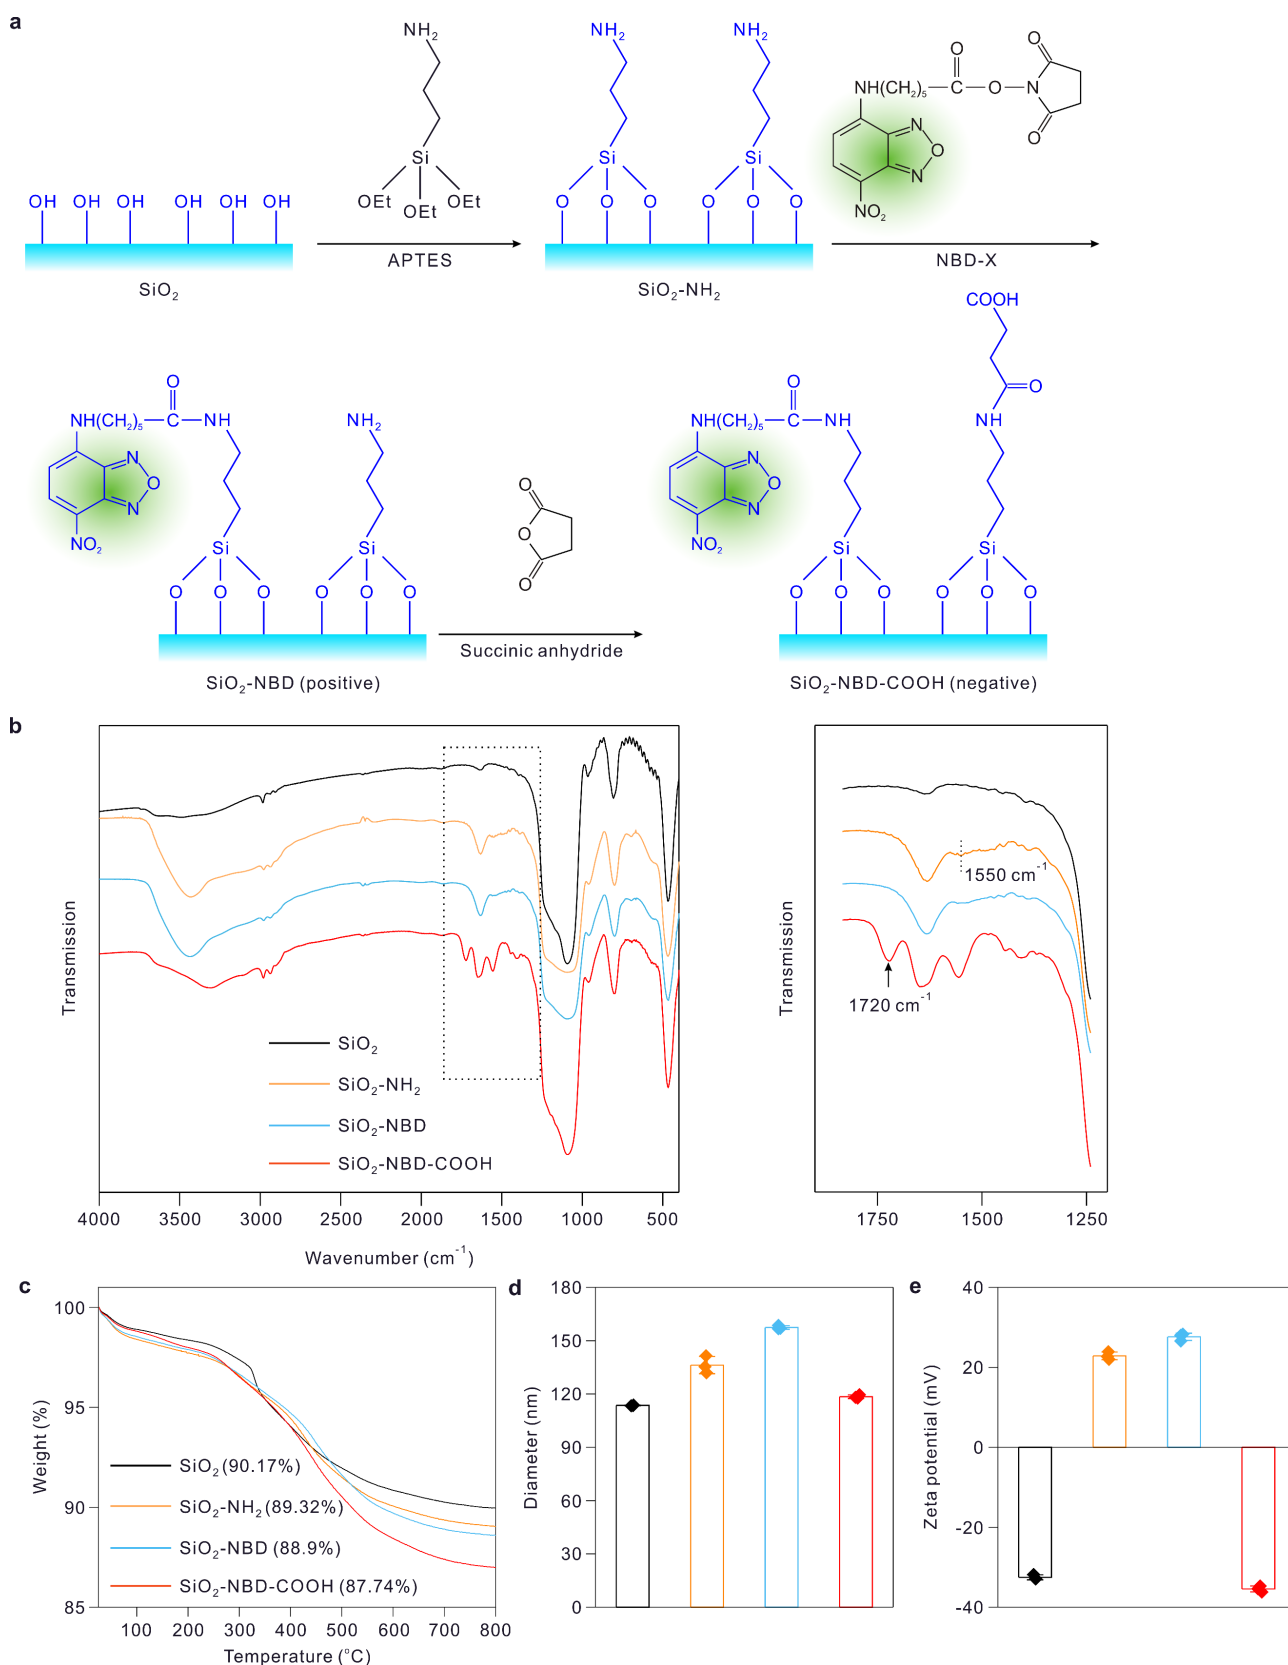 a
NH2
NH2
NH2
O
O
NH(CH2)5
C
O
N
O
N
O
N
NO2
Si
OEt
OEt
OEt
Si
O
O
O
Si
O
O
O
OH
OH
OH
OH
OH
OH
APTES
NBD-X
SiO2
SiO2-NH2
COOH
O
O
NH(CH2)5
C
NH
NH2
O
NH(CH2)5
C
NH
NH
O
N
O
N
NO2
O
O
O
N
O
N
NO2
Si
Si
Si
Si
O
O
O
O
O
O
O
O
O
O
O
O
Succinic anhydride
SiO2-NBD (positive)
SiO2-NBD-COOH (negative)
b
Transmission
SiO2
SiO2-NH2
SiO2-NBD
SiO2-NBD-COOH
4000 3500 3000 2500 2000 1500 1000 500
Wavenumber (cm-1)
Transmission
1550 cm-1
1720 cm-1
1750 1500 1250
c
Weight (%)
100
95
90
85
SiO2 (90.17%)
SiO2-NH2 (89.32%)
SiO2-NBD (88.9%)
SiO2-NBD-COOH (87.74%)
100 200 300 400 500 600 700 800
Temperature (oC)
d
Diameter (nm)
180
150
120
90
60
30
0
e
Zeta potential (mV)
40
20
0
-20
-40